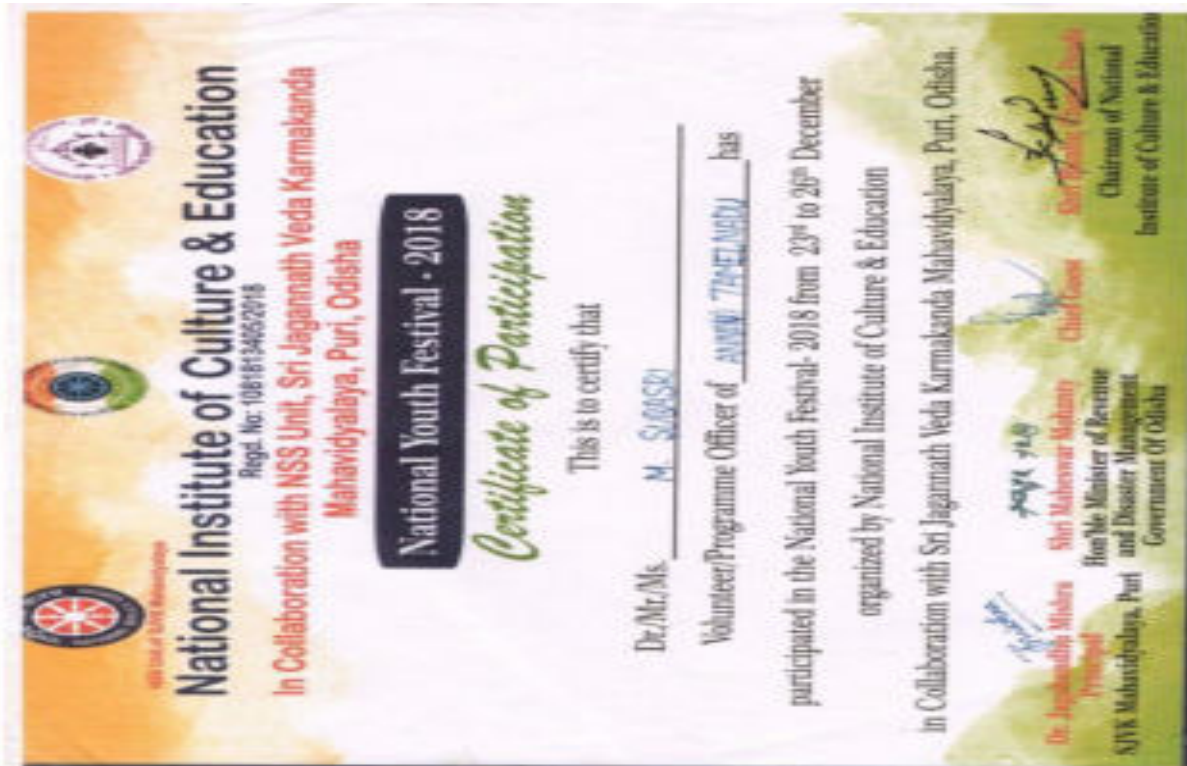 National Institute of Culture & Education
Regd. No: 10818134052018
In Collaboration with NSS Unit, Sri Jagannath Veda Karmakanda
Mahavidyalaya, Puri, Odisha
National Youth Festival - 2018
Certificate of Participation
This is to certify that
Dr./Mr./Ms. M
Volunteer/Programme Officer of has
participated in the National Youth Festival- 2018 from 23rd to 26th December
organized by National Institute of Culture & Education
in Collaboration with Sri Jagannath Veda Karmakanda Mahavidyalaya, Puri, Odisha.
Dr. Mishra
Principal
SJVK Mahavidyalaya, Puri
Shri Maheswar Mohanty
Hon'ble Minister of Revenue
and Disaster Management
Government Of Odisha
Chief Guest
Chairman of National
Institute of Culture & Education